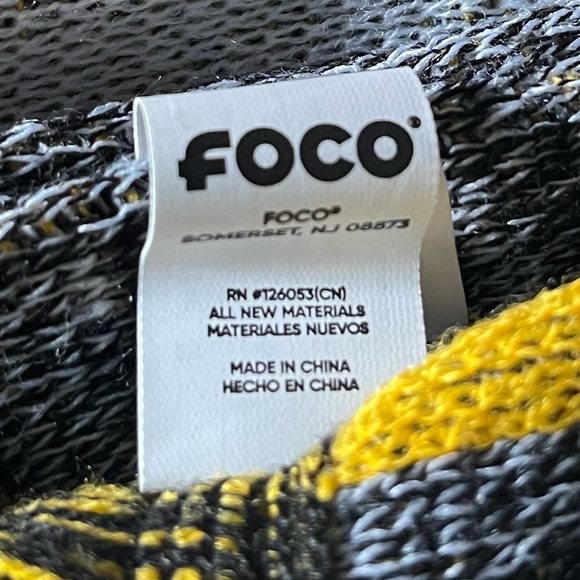 FOCO®
FOCO®
SOMERSET, NJ 08873
RN #126053(CN)
ALL NEW MATERIALS
MATERIALES NUEVOS
MADE IN CHINA
HECHO EN CHINA